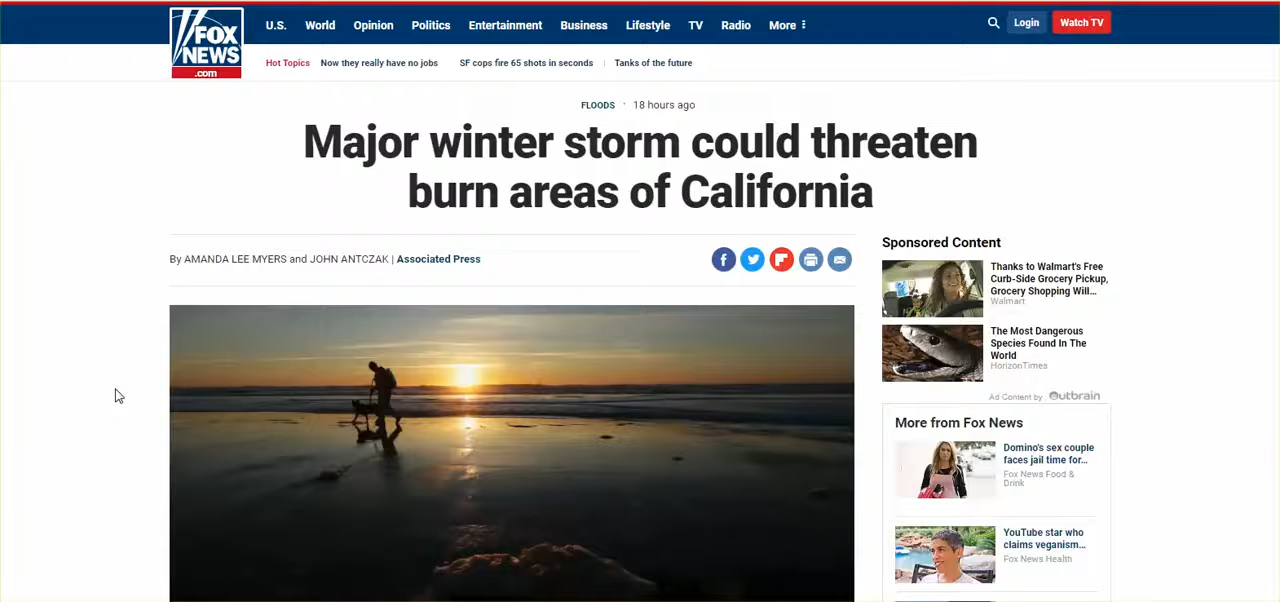 FOX
NEWS
.com
U.S. World Opinion Politics Entertainment Business Lifestyle TV Radio More
Login
Watch TV
Hot Topics Now they really have no jobs SF cops fire 65 shots in seconds Tanks of the future
FLOODS · 18 hours ago
Major winter storm could threaten
burn areas of California
By AMANDA LEE MYERS and JOHN ANTCZAK | Associated Press
Sponsored Content
Thanks to Walmart's Free
Curb-Side Grocery Pickup,
Grocery Shopping Will...
Walmart
The Most Dangerous
Species Found In The
World
HorizonTimes
Ad Content by Outbrain
More from Fox News
Domino's sex couple
faces jail time for...
Fox News Food &
Drink
YouTube star who
claims veganism...
Fox News Health